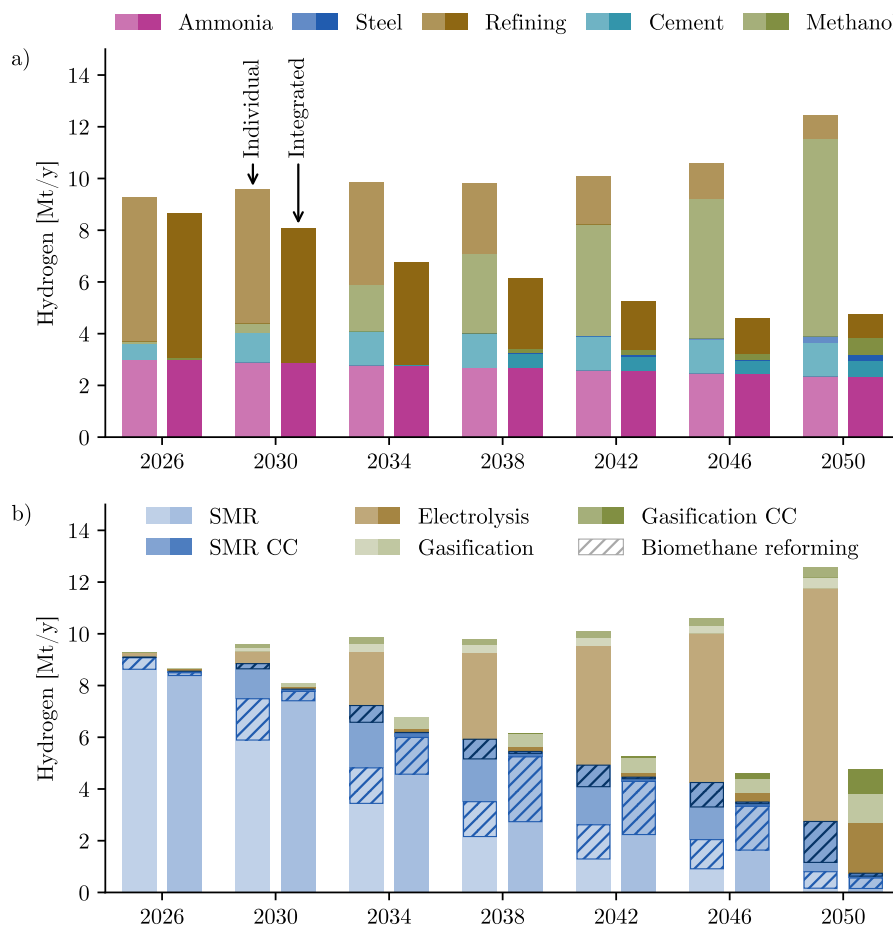 Ammonia Steel Refining Cement Methano
a)
Individual
Integrated
Hydrogen [Mt/y]
14
12
10
8
6
4
2
0
2026 2030 2034 2038 2042 2046 2050
b)
SMR Electrolysis Gasification CC
SMR CC Gasification Biomethane reforming
Hydrogen [Mt/y]
14
12
10
8
6
4
2
0
2026 2030 2034 2038 2042 2046 2050